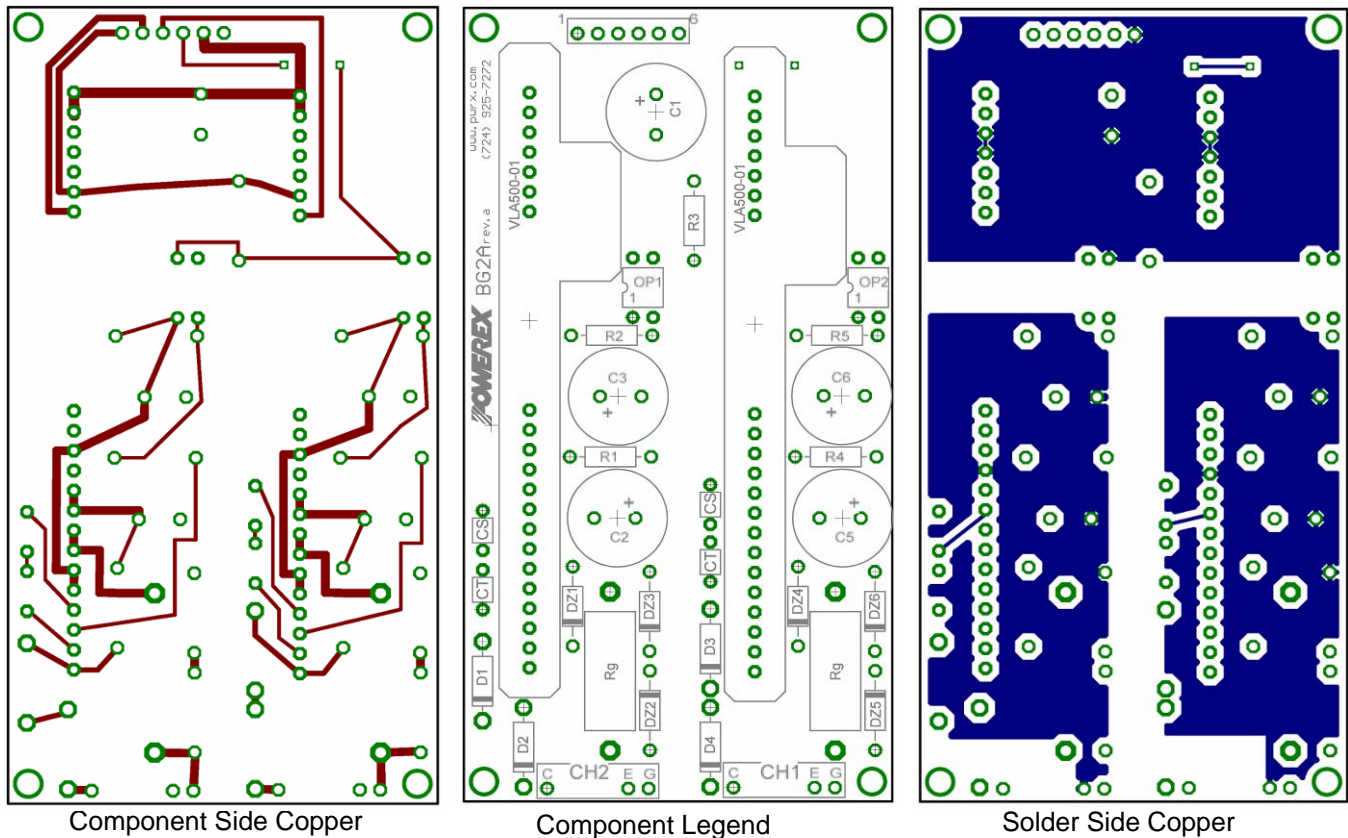 1 6
www.pwrx.com
(724) 925-7272
C1
VLA500-01
VLA500-01
R3
POWEREX BG2A rev.a
OP1
1
OP2
1
R2
R5
C3
+
C6
+
R1
R4
CS
CT
CS
CT
+
C2
+
C5
+
DZ1
DZ3
DZ4
DZ6
D1
D3
Rg
Rg
DZ2
DZ5
D2
D4
C CH2 E G
C CH1 E G
Component Side Copper
Component Legend
Solder Side Copper